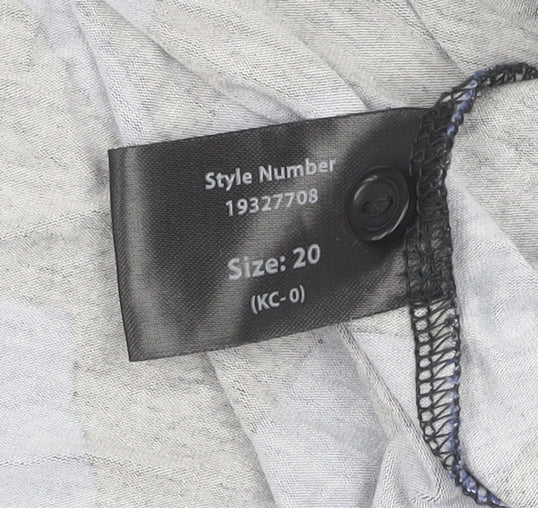 Style Number
19327708
Size: 20
(KC-0)